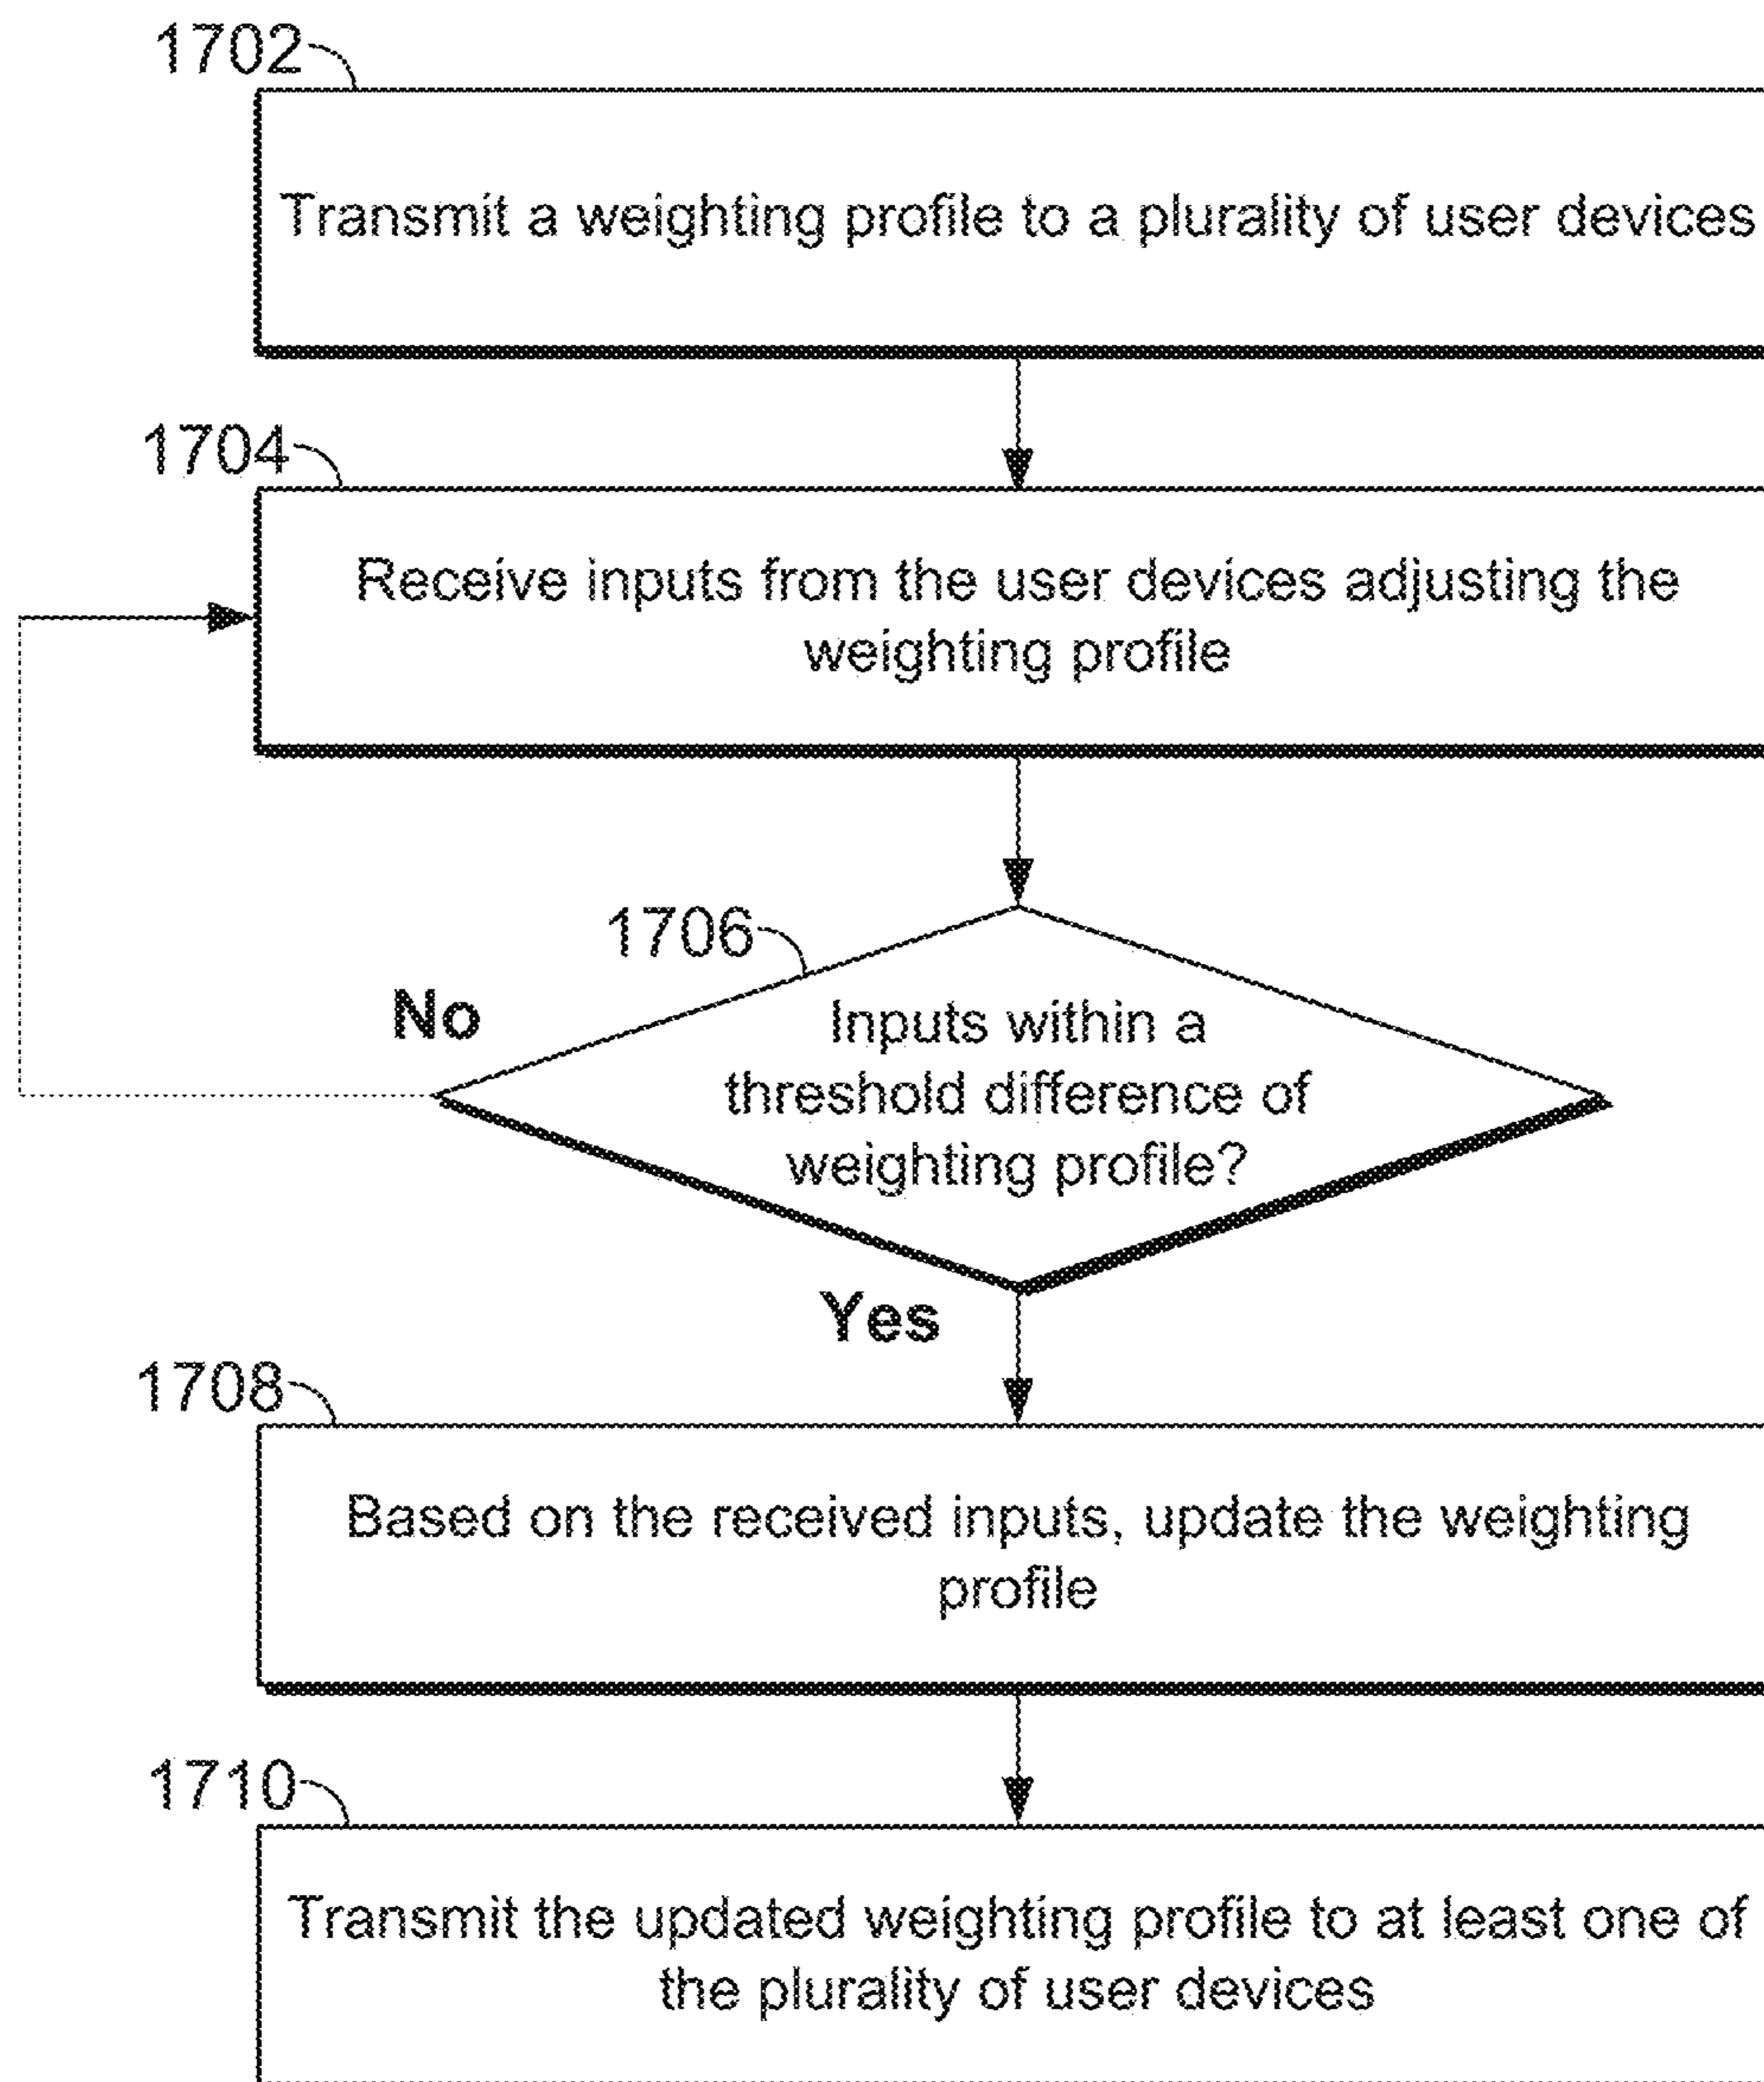 1702
Transmit a weighting profile to a plurality of user devices
1704
Receive inputs from the user devices adjusting the
weighting profile
1706
No
Inputs within a
threshold difference of
weighting profile?
Yes
1708
Based on the received inputs, update the weighting
profile
1710
Transmit the updated weighting profile to at least one of
the plurality of user devices